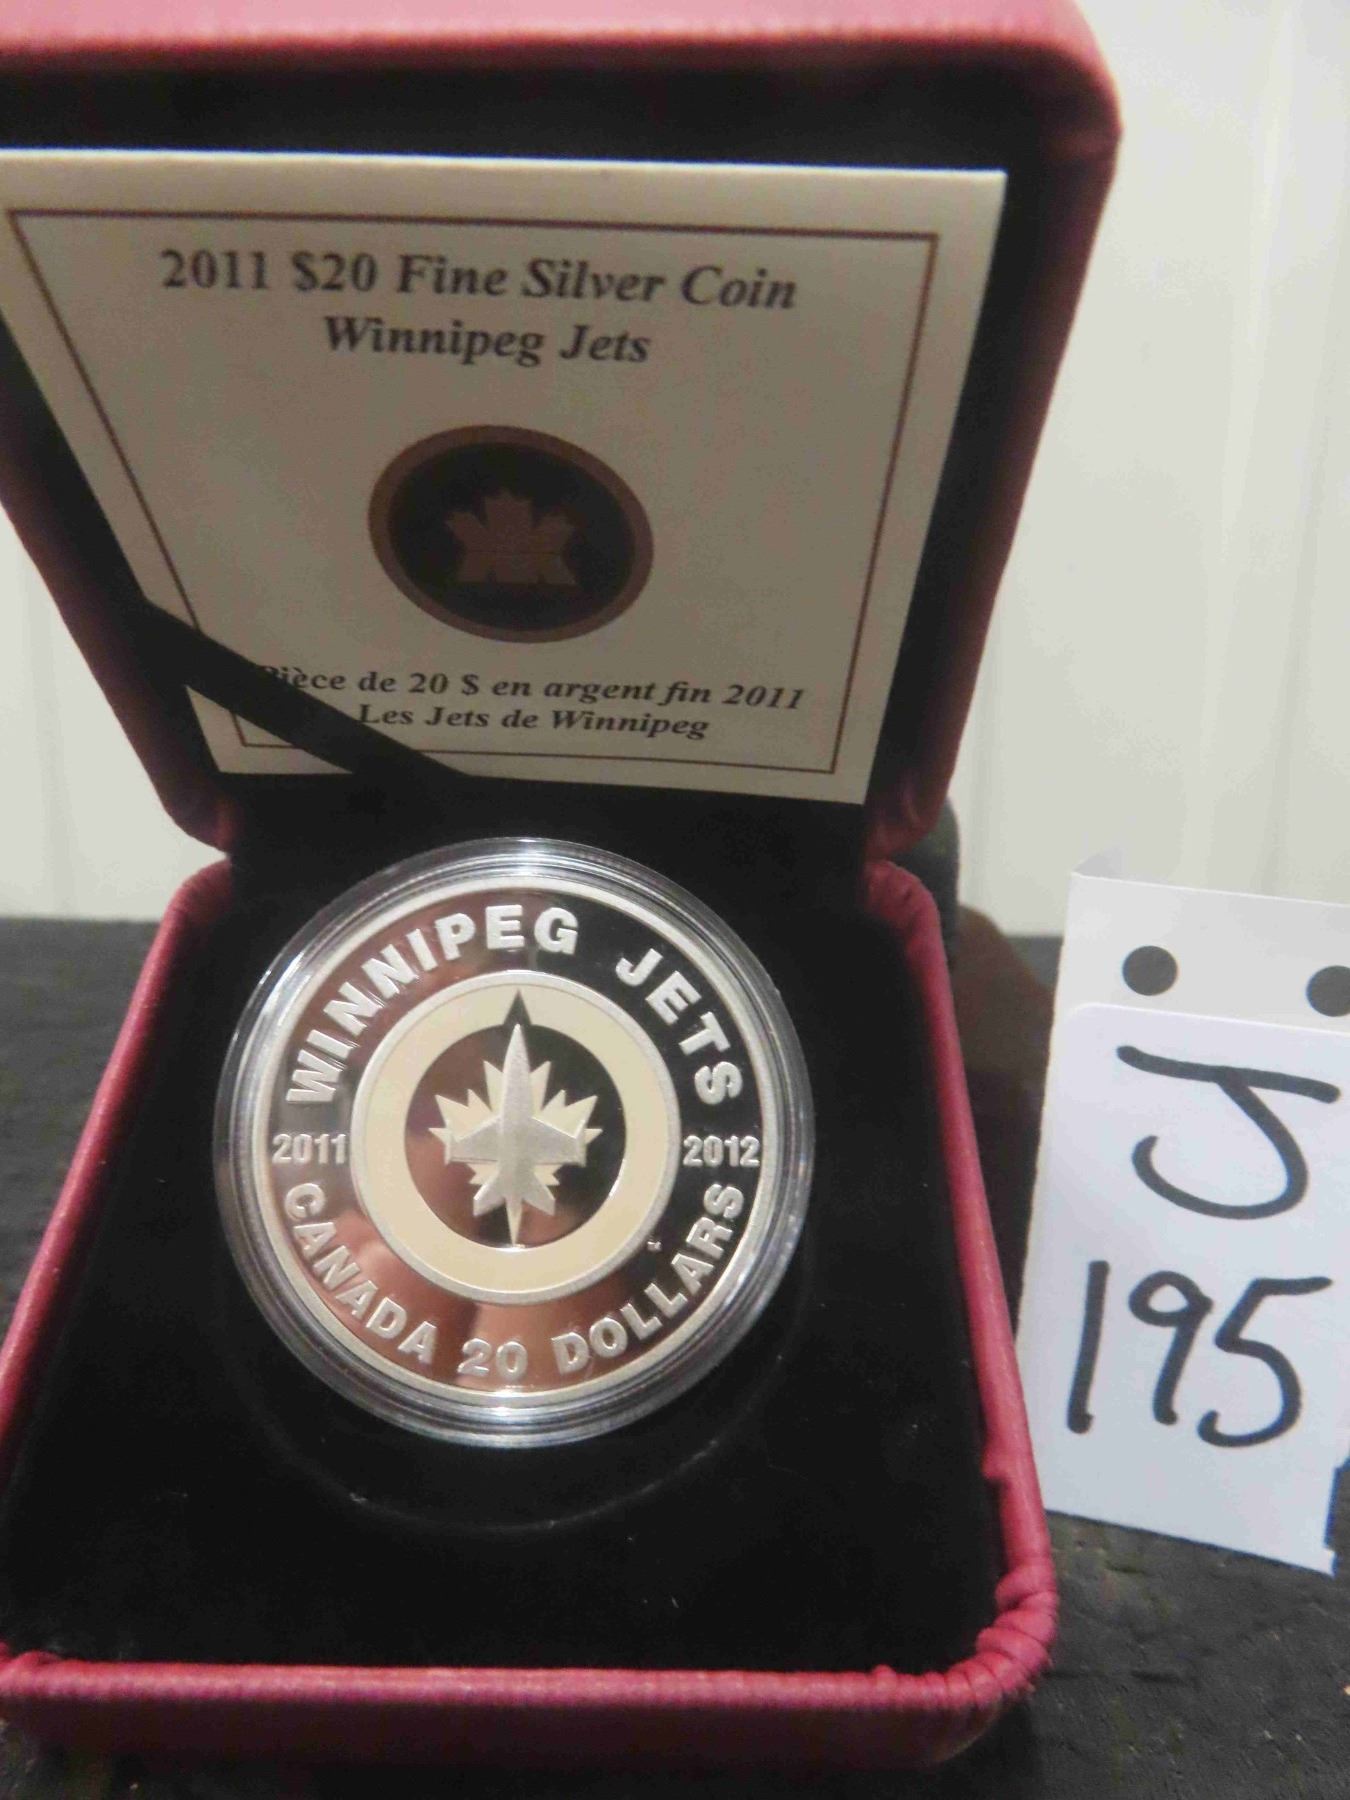 2011 $20 Fine Silver Coin
Winnipeg Jets
Pièce de 20 $ en argent fin 2011
Les Jets de Winnipeg
WINNIPEG JETS
2011 2012
CANADA 20 DOLLARS
J
195